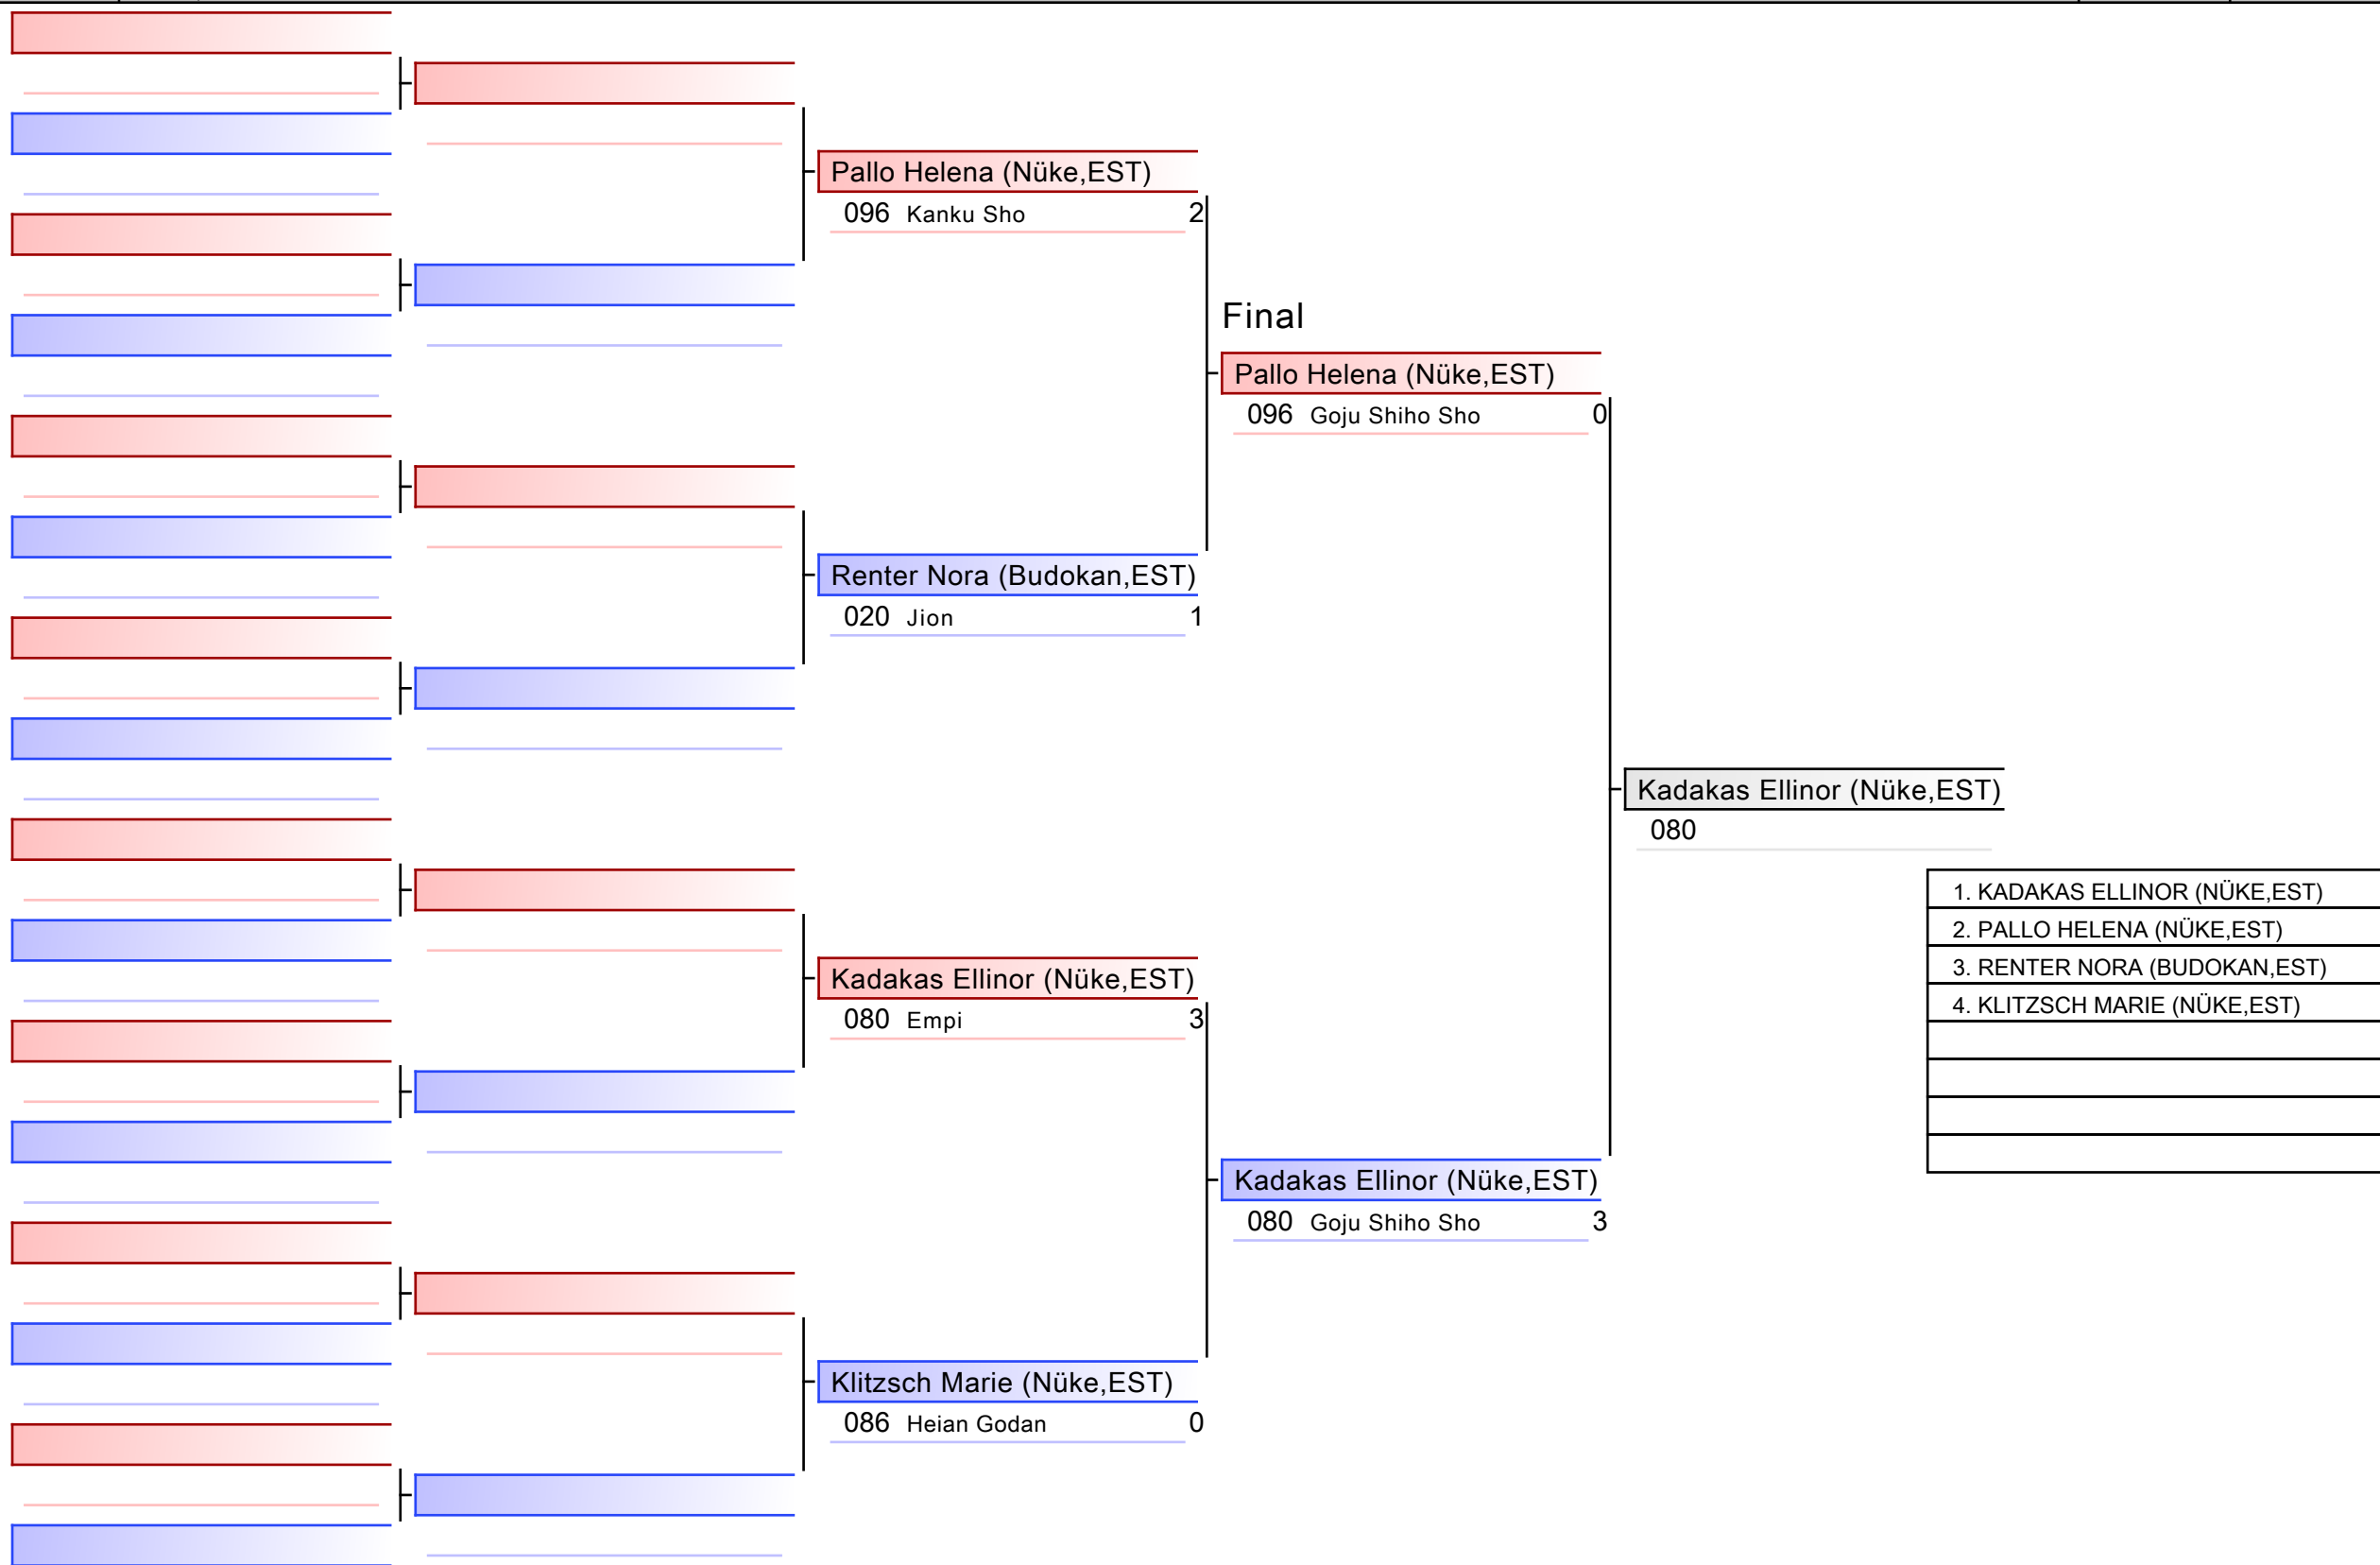 Pallo Helena (Nüke,EST)
096 Kanku Sho 2
Final
Pallo Helena (Nüke,EST)
096 Goju Shiho Sho 0
Renter Nora (Budokan,EST)
020 Jion 1
Kadakas Ellinor (Nüke,EST)
080
1. KADAKAS ELLINOR (NÜKE,EST)
2. PALLO HELENA (NÜKE,EST)
3. RENTER NORA (BUDOKAN,EST)
4. KLITZSCH MARIE (NÜKE,EST)
Kadakas Ellinor (Nüke,EST)
080 Empi 3
Kadakas Ellinor (Nüke,EST)
080 Goju Shiho Sho 3
Klitzsch Marie (Nüke,EST)
086 Heian Godan 0